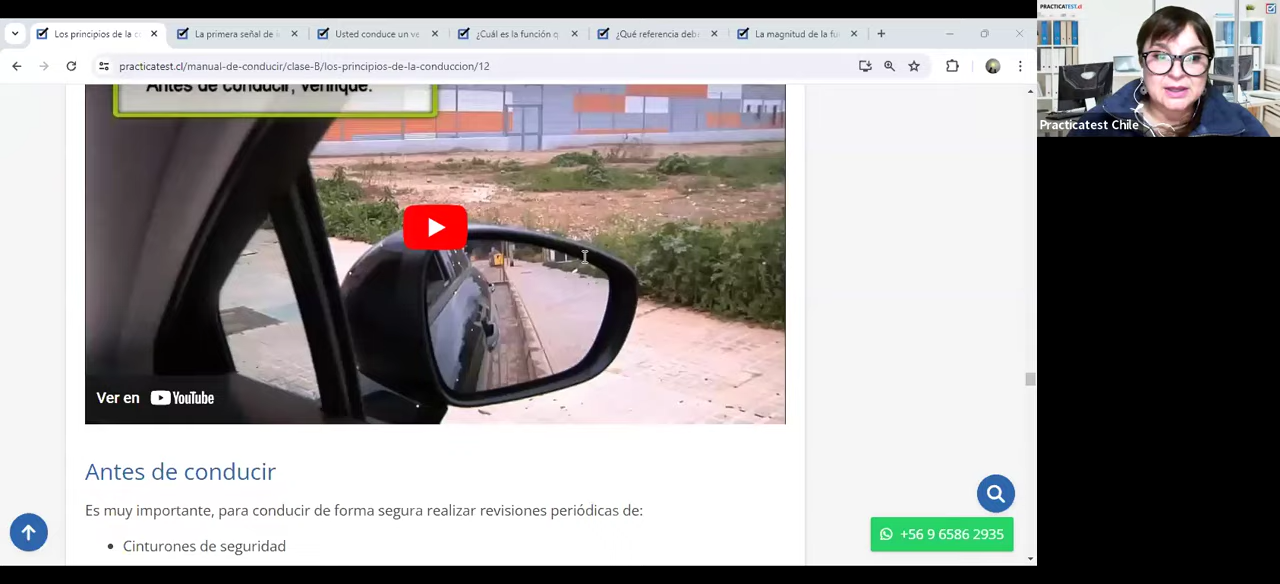 Los principios de la c
La primera señal de
Usted conduce un ve
¿Cuál es la función q
¿Qué referencia debe
La magnitud de la fu
practicatest.cl/manual-de-conducir/clase-B/los-principios-de-la-conduccion/12
PRACTICATEST.cl
Practicatest Chile
Antes de conducir, verifique:
Ver en YouTube
Antes de conducir
Es muy importante, para conducir de forma segura realizar revisiones periódicas de:
• Cinturones de seguridad
+56 9 6586 2935